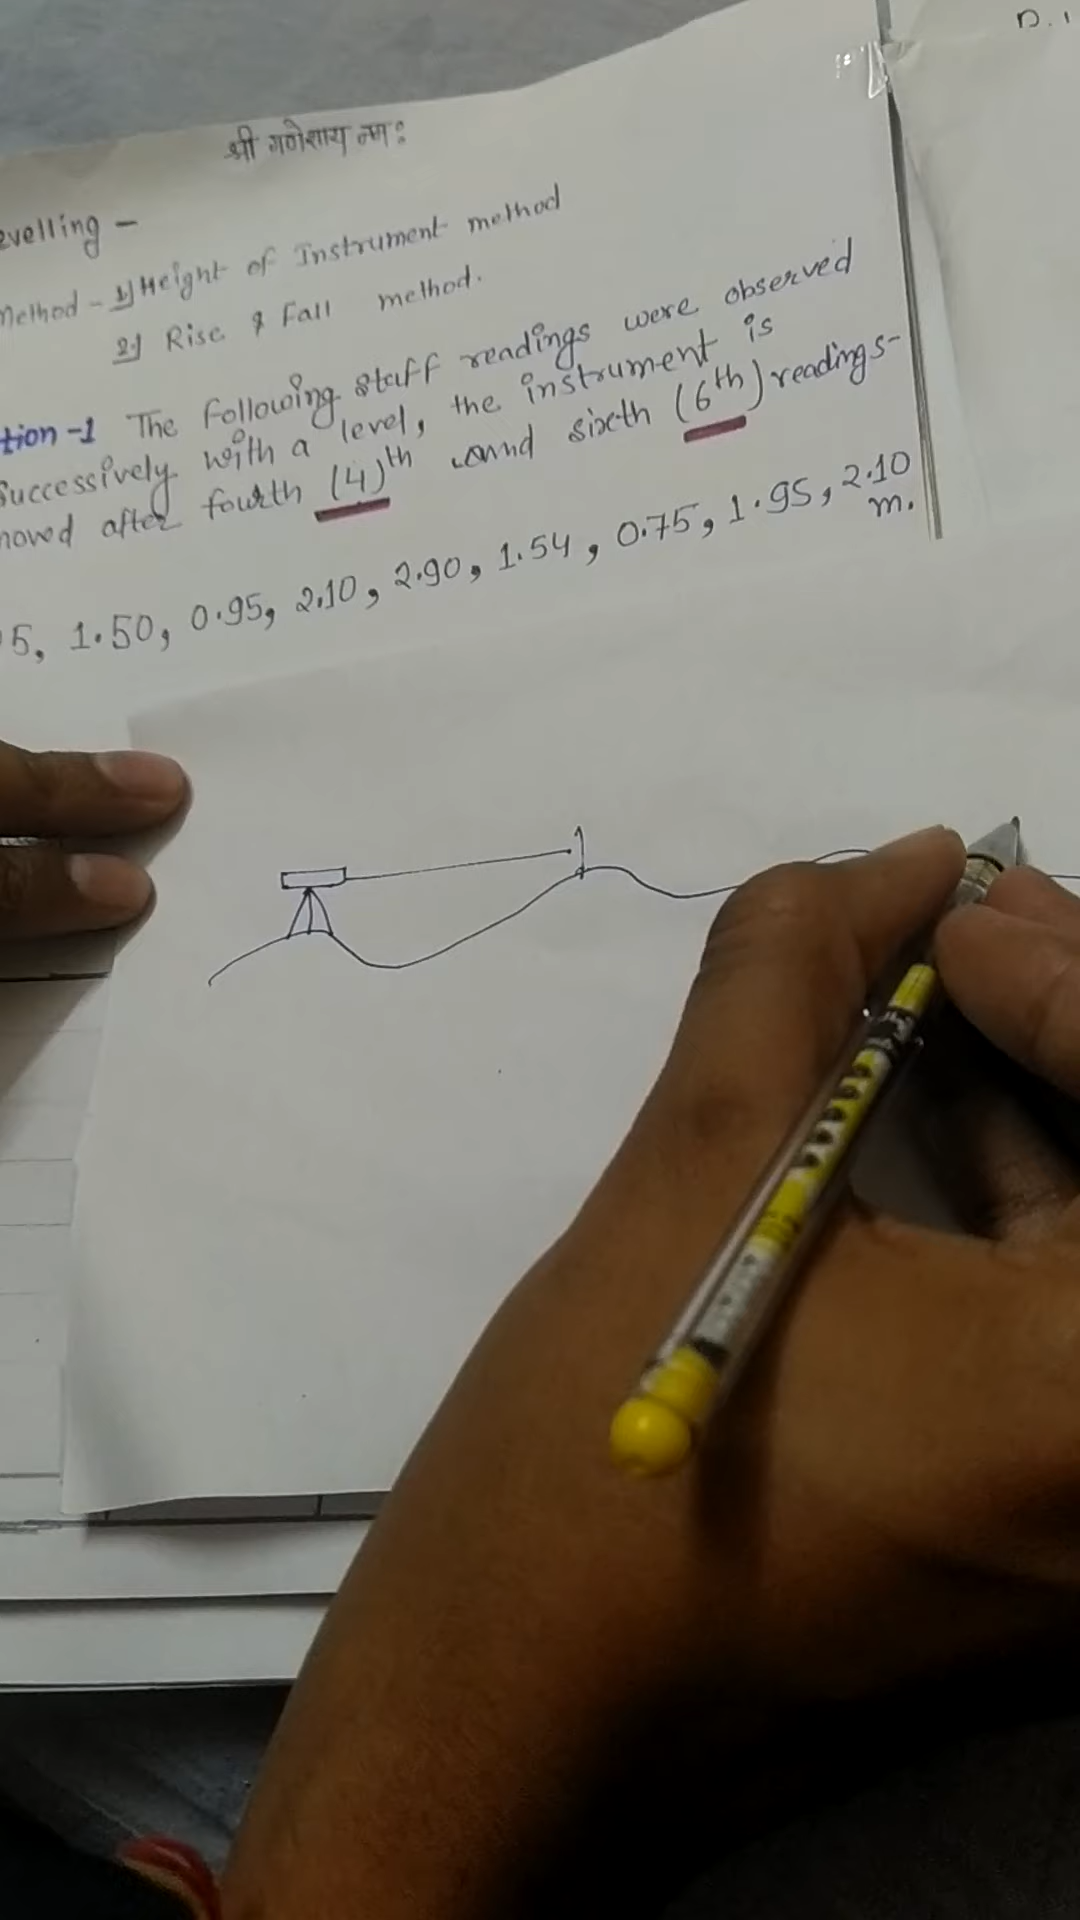 श्री गणेशाय नमः
D.
evelling -
Method - 1) Height of Instrument method
2) Rise & Fall method.
tion -1 The following staff readings were observed
successively with a level, the instrument is
moved after fourth (4)th and sixth (6th) readings-
5, 1.50, 0.95, 2.10, 2.90, 1.54, 0.75, 1.95, 2.10
m.